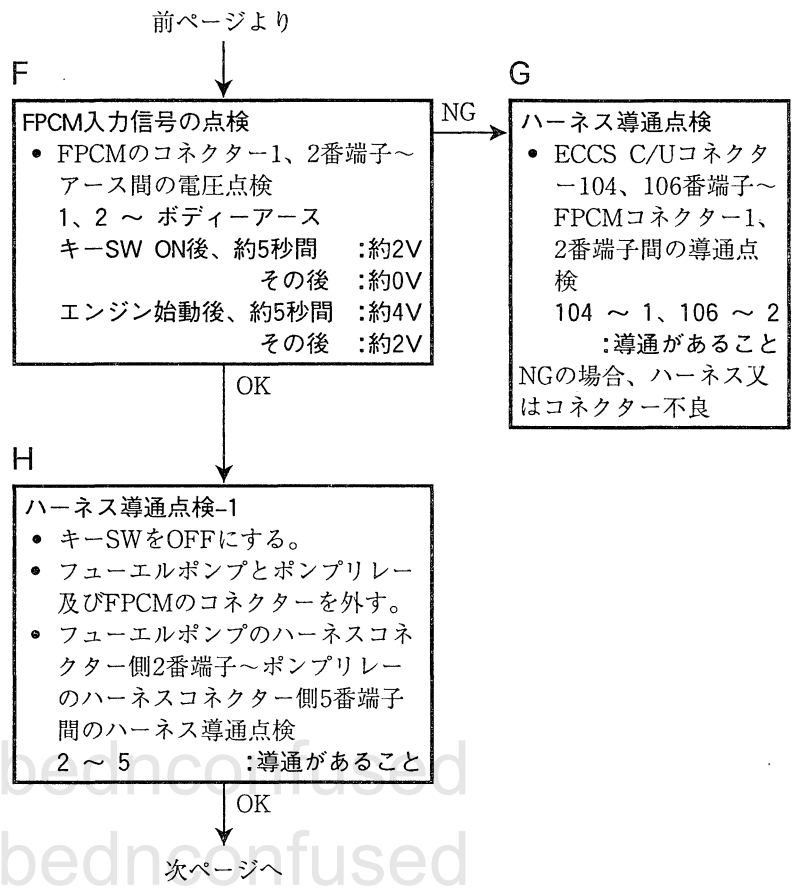 前ページより
F
FPCM入力信号の点検
• FPCMのコネクター1、2番端子～
アース間の電圧点検
1、2 ～ ボディーアース
キーSW ON後、約5秒間 :約2V
その後 :約0V
エンジン始動後、約5秒間 :約4V
その後 :約2V
NG
G
ハーネス導通点検
• ECCS C/Uコネクタ
ー104、106番端子～
FPCMコネクター1、
2番端子間の導通点
検
104 ～ 1、106 ～ 2
:導通があること
NGの場合、ハーネス又
はコネクター不良
OK
H
ハーネス導通点検-1
• キーSWをOFFにする。
• フューエルポンプとポンプリレー
及びFPCMのコネクターを外す。
• フューエルポンプのハーネスコネ
クター側2番端子～ポンプリレー
のハーネスコネクター側5番端子
間のハーネス導通点検
2 ～ 5 :導通があること
OK
次ページへ
bednconfused
bednconfused